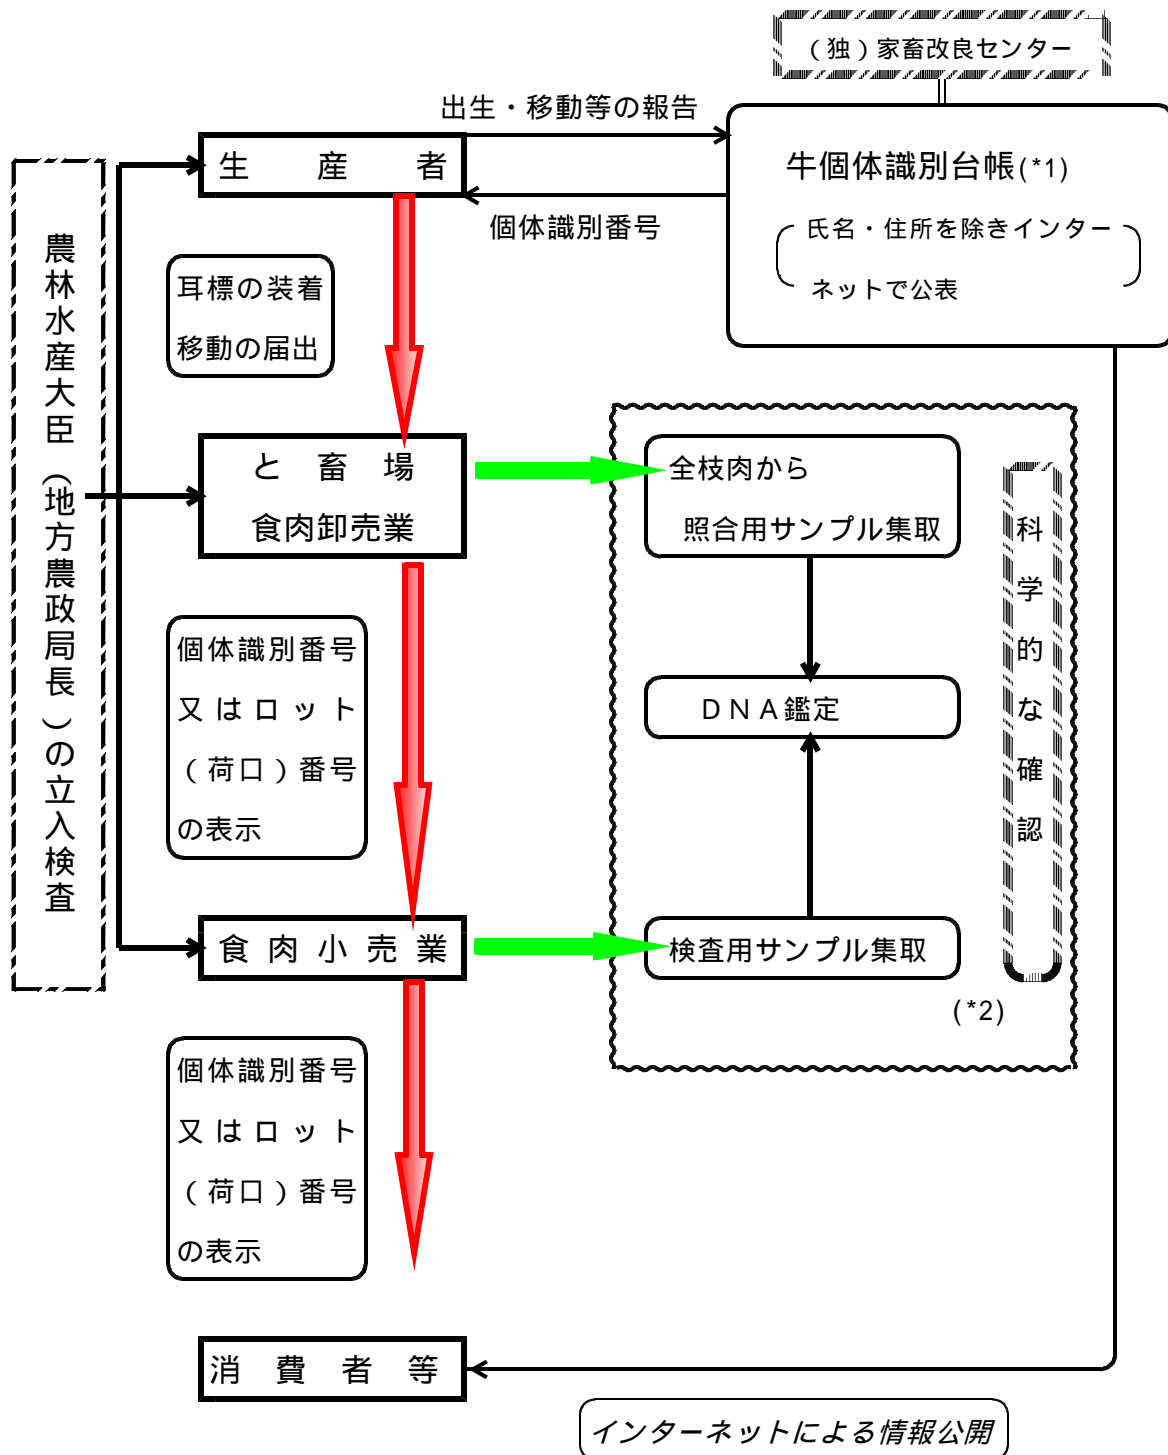 （独）家畜改良センター
出生・移動等の報告
生産者
牛個体識別台帳(*1)
個体識別番号
氏名・住所を除きインター
ネットで公表
農林水産大臣（地方農政局長）の立入検査
耳標の装着
移動の届出
と畜場
食肉卸売業
全枝肉から
照合用サンプル集取
科学的な確認
個体識別番号
又はロット
（荷口）番号
の表示
ＤＮＡ鑑定
食肉小売業
検査用サンプル集取
(*2)
個体識別番号
又はロット
（荷口）番号
の表示
消費者等
インターネットによる情報公開